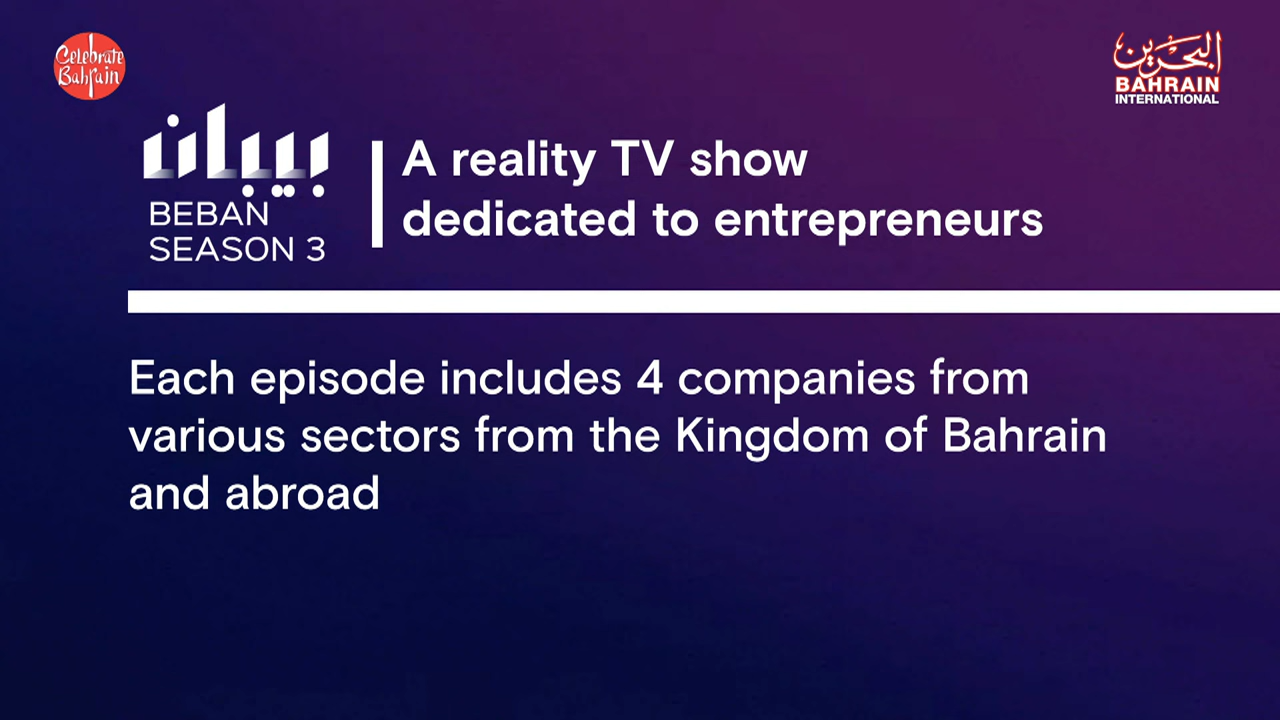 Celebrate
Bahrain
البحرين
BAHRAIN
INTERNATIONAL
بيبان
BEBAN
SEASON 3
A reality TV show
dedicated to entrepreneurs
Each episode includes 4 companies from
various sectors from the Kingdom of Bahrain
and abroad